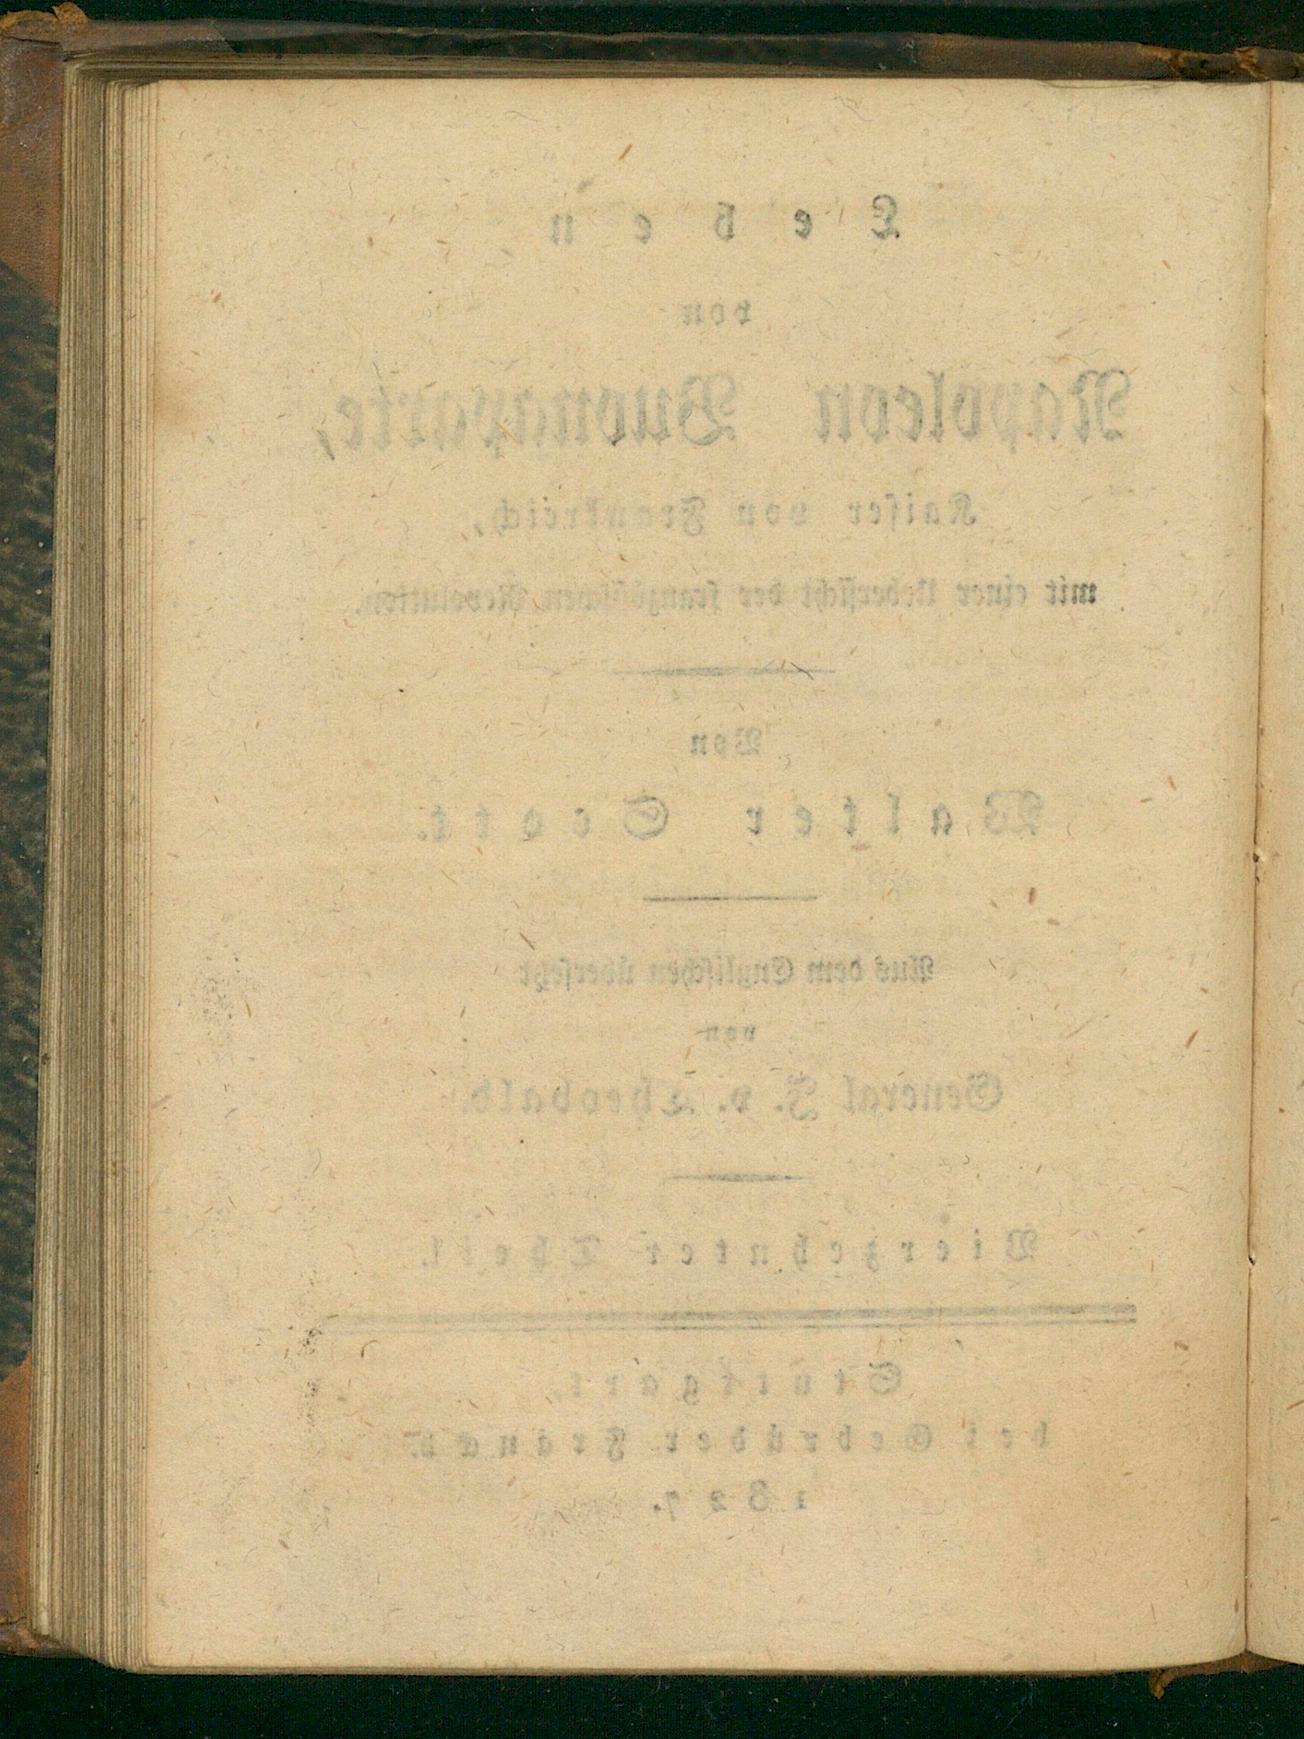 Leben
von
Napoleon Buonaparte,
Kaiser von Frankreich,
mit einer Uebersicht der französischen Revolution.
Von
Walter Scott.
Aus dem Englischen übersetzt
von
General J. v. Theobald.
Vierzehnter Theil.
Stuttgart,
bei Gebrüder Franckh.
1827.